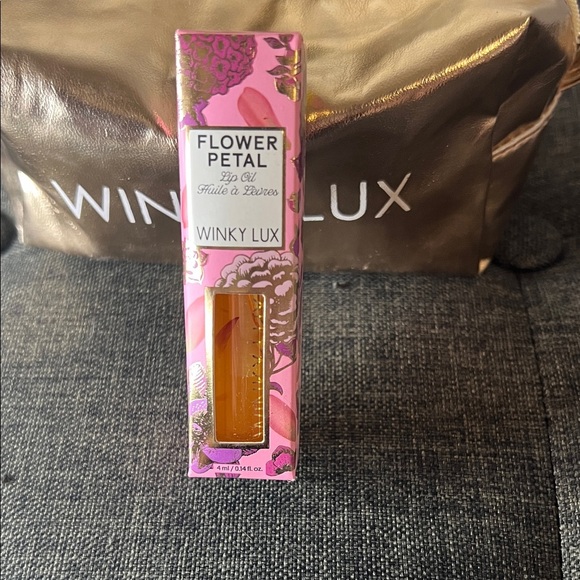 FLOWER
PETAL
Lip Oil
Huile à Lèvres
WINKY LUX
WINKY LUX
4 ml / 0.14 fl. oz.